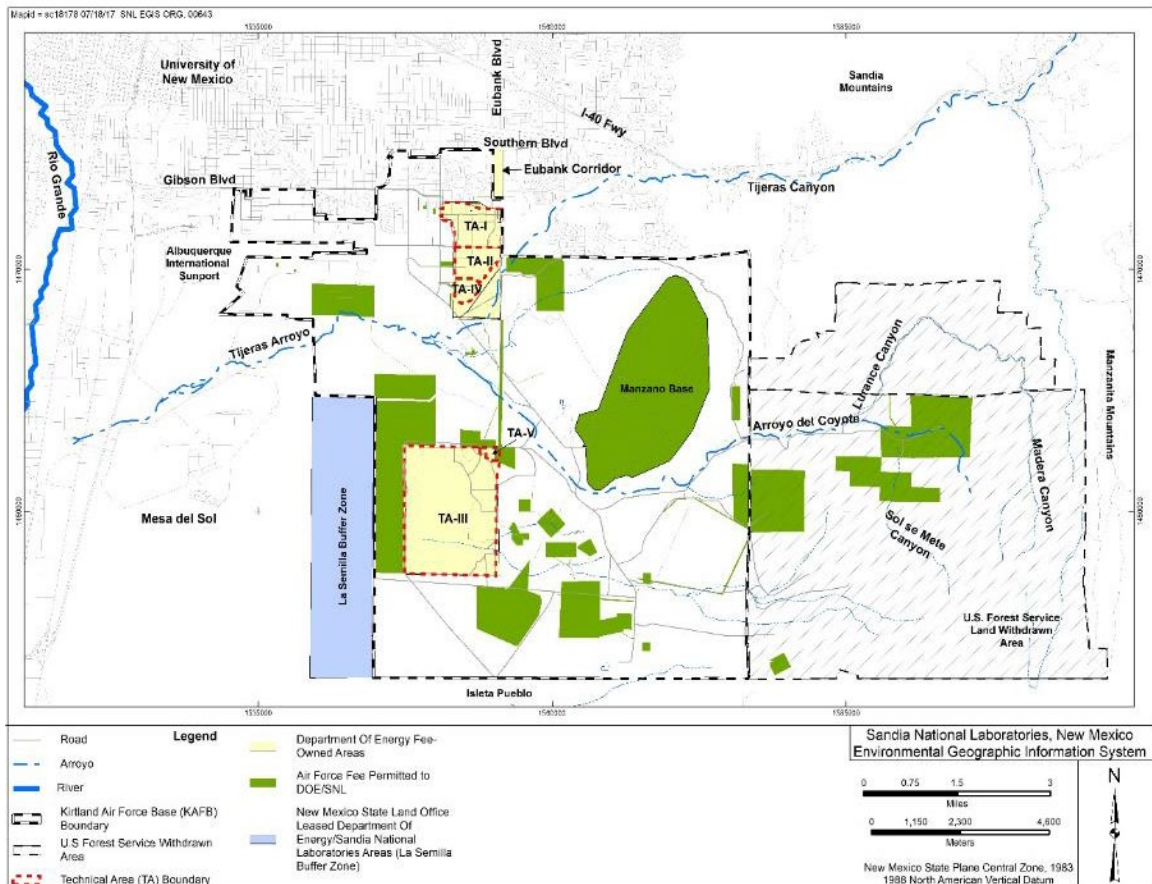 Mapid = sc18178 07/18/17 SNL EGIS ORG. 00643
1535000
1560000
1585000
University of
New Mexico
Eubank Blvd
Sandia
Mountains
I-40 Fwy
Southern Blvd
Eubank Corridor
Rio Grande
Gibson Blvd
Tijeras Canyon
TA-I
Albuquerque
International
Sunport
TA-II
1470000
1470000
TA-IV
Tijeras Arroyo
Lurance Canyon
Manzano Base
Manzanita Mountains
Arroyo del Coyote
TA-V
Madera Canyon
La Semilla Buffer Zone
Mesa del Sol
TA-III
Sol se Mete
Canyon
U.S. Forest Service
Land Withdrawn
Area
Isleta Pueblo
1535000
1560000
1585000
Legend
Road
Arroyo
River
Kirtland Air Force Base (KAFB)
Boundary
U.S Forest Service Withdrawn
Area
Technical Area (TA) Boundary
Department Of Energy Fee-
Owned Areas
Air Force Fee Permitted to
DOE/SNL
New Mexico State Land Office
Leased Department Of
Energy/Sandia National
Laboratories Areas (La Semilla
Buffer Zone)
Sandia National Laboratories, New Mexico
Environmental Geographic Information System
0 0.75 1.5 3
Miles
0 1,150 2,300 4,600
Meters
N
New Mexico State Plane Central Zone, 1983
1988 North American Vertical Datum